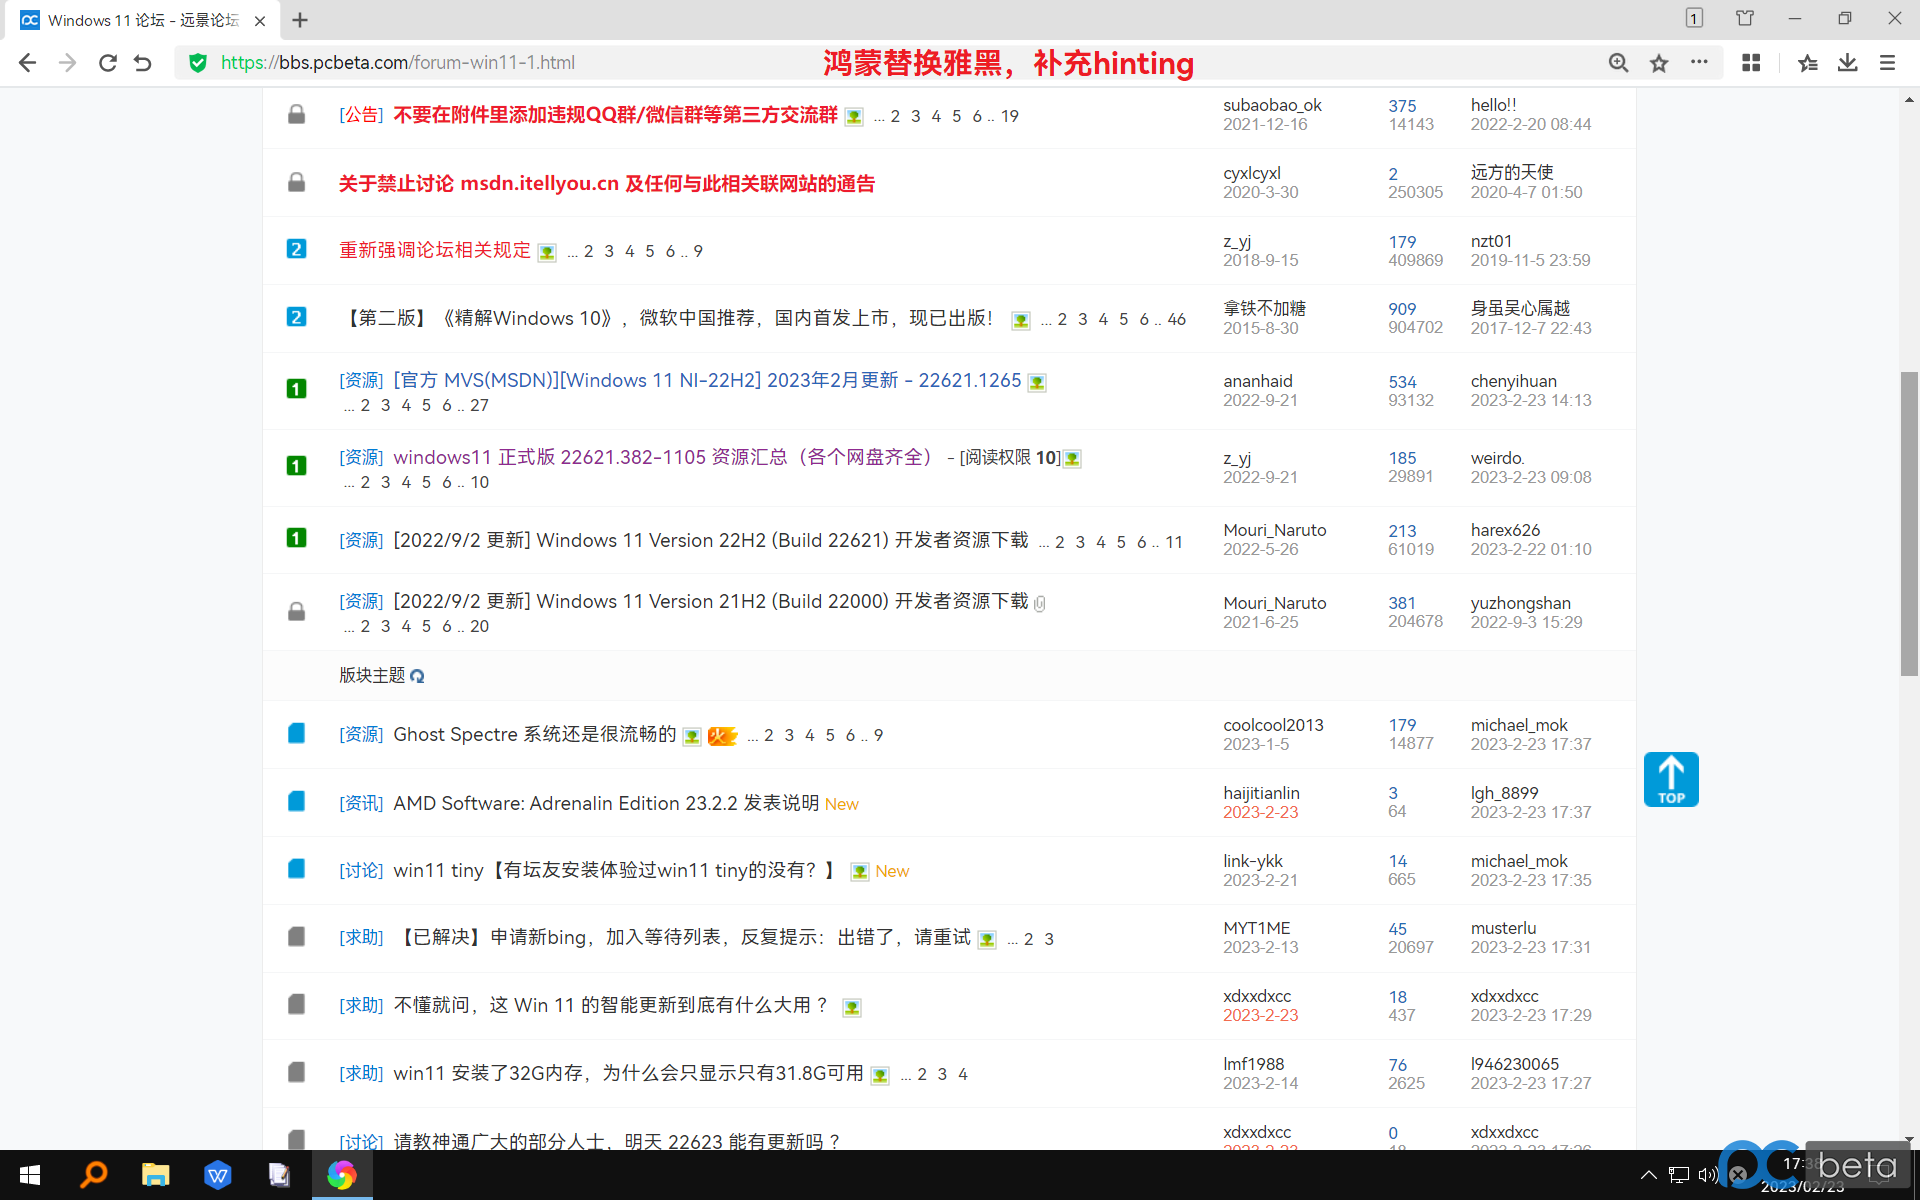 Windows 11 论坛 - 远景论坛
1
https://bbs.pcbeta.com/forum-win11-1.html
鸿蒙替换雅黑，补充hinting
[公告] 不要在附件里添加违规QQ群/微信群等第三方交流群 ... 2 3 4 5 6 .. 19
subaobao_ok 375 hello!!
2021-12-16 14143 2022-2-20 08:44
关于禁止讨论 msdn.itellyou.cn 及任何与此相关联网站的通告
cyxlcyxl 2 远方的天使
2020-3-30 250305 2020-4-7 01:50
2 重新强调论坛相关规定 ... 2 3 4 5 6 .. 9
z_yj 179 nzt01
2018-9-15 409869 2019-11-5 23:59
2 【第二版】《精解Windows 10》，微软中国推荐，国内首发上市，现已出版！ ... 2 3 4 5 6 .. 46
拿铁不加糖 909 身虽吴心属越
2015-8-30 904702 2017-12-7 22:43
1 [资源] [官方 MVS(MSDN)][Windows 11 NI-22H2] 2023年2月更新 - 22621.1265
... 2 3 4 5 6 .. 27
ananhaid 534 chenyihuan
2022-9-21 93132 2023-2-23 14:13
1 [资源] windows11 正式版 22621.382-1105 资源汇总（各个网盘齐全） - [阅读权限 10]
... 2 3 4 5 6 .. 10
z_yj 185 weirdo.
2022-9-21 29891 2023-2-23 09:08
1 [资源] [2022/9/2 更新] Windows 11 Version 22H2 (Build 22621) 开发者资源下载 ... 2 3 4 5 6 .. 11
Mouri_Naruto 213 harex626
2022-5-26 61019 2023-2-22 01:10
[资源] [2022/9/2 更新] Windows 11 Version 21H2 (Build 22000) 开发者资源下载
... 2 3 4 5 6 .. 20
Mouri_Naruto 381 yuzhongshan
2021-6-25 204678 2022-9-3 15:29
版块主题
[资源] Ghost Spectre 系统还是很流畅的 火 ... 2 3 4 5 6 .. 9
coolcool2013 179 michael_mok
2023-1-5 14877 2023-2-23 17:37
TOP
[资讯] AMD Software: Adrenalin Edition 23.2.2 发表说明 New
haijitianlin 3 lgh_8899
2023-2-23 64 2023-2-23 17:37
[讨论] win11 tiny【有坛友安装体验过win11 tiny的没有？】 New
link-ykk 14 michael_mok
2023-2-21 665 2023-2-23 17:35
[求助] 【已解决】申请新bing，加入等待列表，反复提示：出错了，请重试 ... 2 3
MYT1ME 45 musterlu
2023-2-13 20697 2023-2-23 17:31
[求助] 不懂就问，这 Win 11 的智能更新到底有什么大用？
xdxxdxcc 18 xdxxdxcc
2023-2-23 437 2023-2-23 17:29
[求助] win11 安装了32G内存，为什么会只显示只有31.8G可用 ... 2 3 4
lmf1988 76 l946230065
2023-2-14 2625 2023-2-23 17:27
[讨论] 请教神通广大的部分人士，明天 22623 能有更新吗？
xdxxdxcc 0 xdxxdxcc
pcbeta
2023/02/23